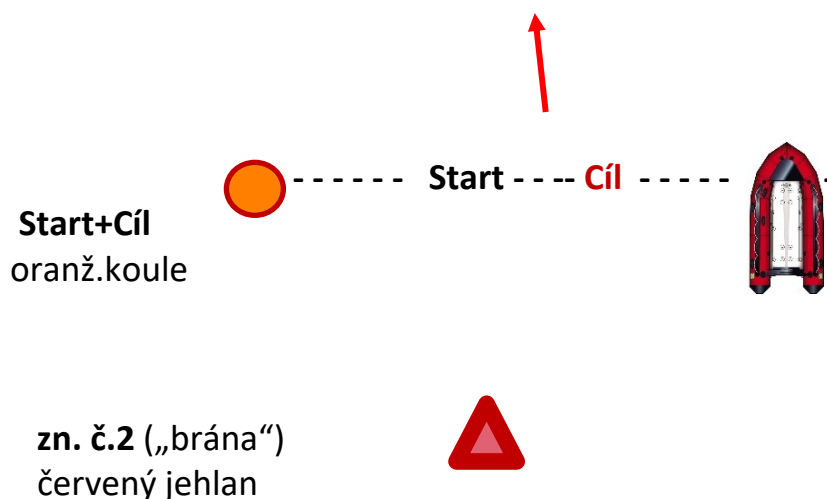 - - - - - - Start - - -- Cíl - - - - -
Start+Cíl
oranž.koule
zn. č.2 („brána“)
červený jehlan